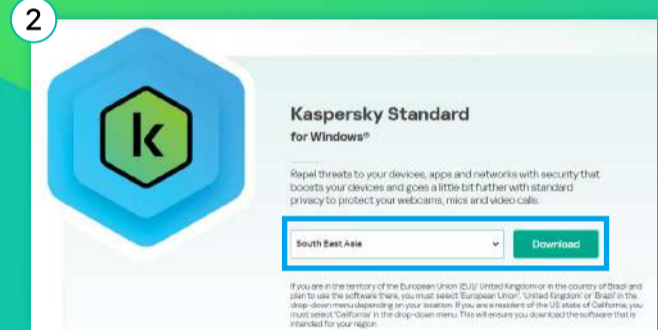 2
k
Kaspersky Standard
for Windows®
Repel threats to your devices, apps and networks with security that
boosts your devices and goes a little bit further with standard
privacy to protect your webcams, mics and video calls.
South East Asia
Download
If you are in the territory of the European Union (EU)/ United Kingdom or in the country of Brazil and
plan to use the software there, you must select 'European Union', 'United Kingdom' or 'Brazil' in the
drop-down menu depending on your location. If you are a resident of the US state of California, you
must select 'California' in the drop-down menu. This will ensure you download the software that is
intended for your region.